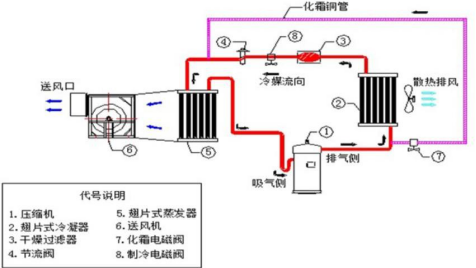 化霜铜管
④
⑧
③
冷媒流向
散热排风
②
送风口
①
⑥
⑤
排气侧
吸气侧
⑦
代号说明
1. 压缩机
2. 翅片式冷凝器
3. 干燥过滤器
4. 节流阀
5. 翅片式蒸发器
6. 送风机
7. 化霜电磁阀
8. 制冷电磁阀